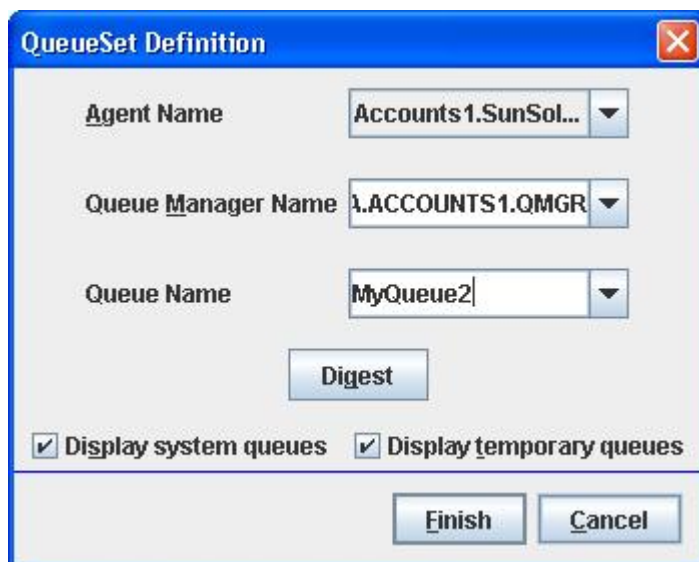 QueueSet Definition
Agent Name Accounts1.SunSol...
Queue Manager Name A.ACCOUNTS1.QMGR
Queue Name MyQueue2
Digest
Display system queues Display temporary queues
Finish Cancel